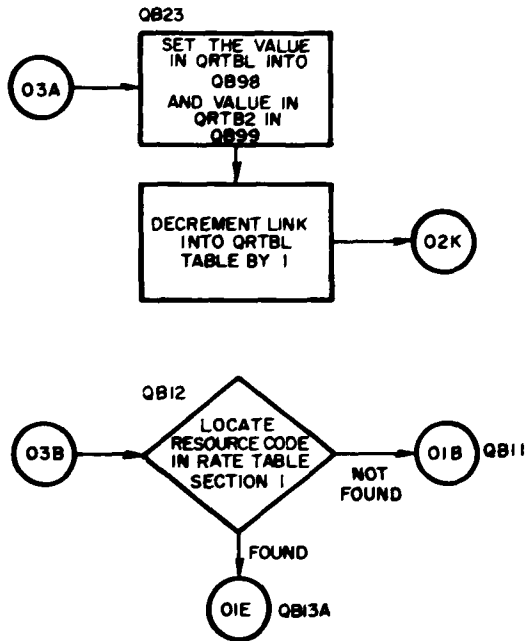 QB23
03A
SET THE VALUE
IN QRTBL INTO
QB98
AND VALUE IN
QRTB2 IN
QB99
DECREMENT LINK
INTO QRTBL
TABLE BY 1
02K
QB12
03B
LOCATE
RESOURCE CODE
IN RATE TABLE
SECTION 1
01B
QB11
NOT
FOUND
FOUND
01E
QB13A